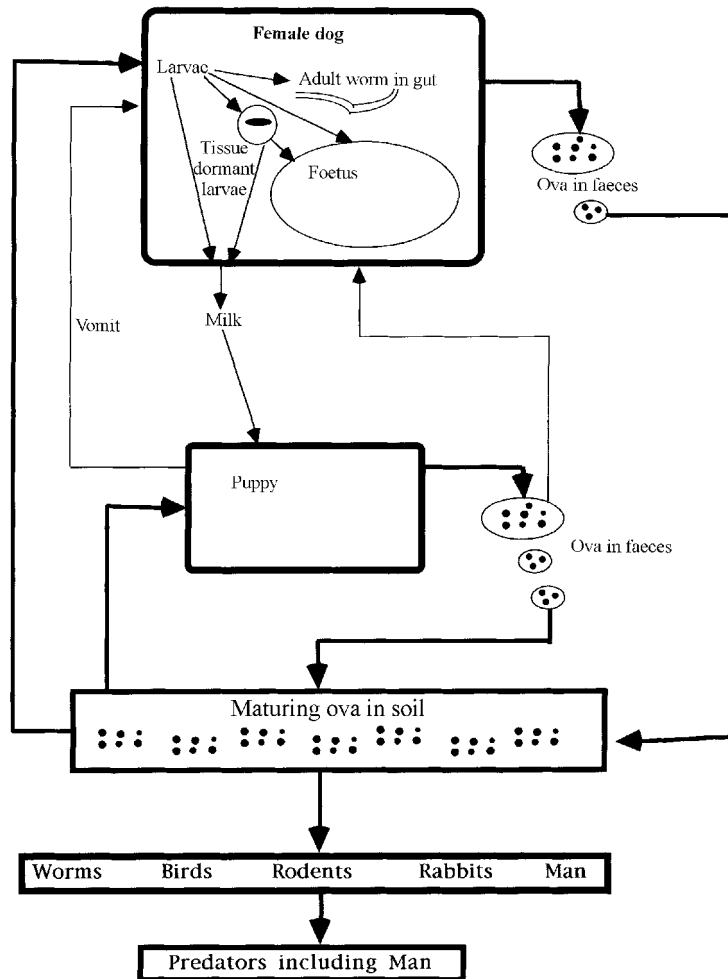 Female dog
Larvae
Adult worm in gut
Tissue
dormant
larvae
Foetus
Ova in faeces
Vomit
Milk
Puppy
Ova in faeces
Maturing ova in soil
Worms Birds Rodents Rabbits Man
Predators including Man